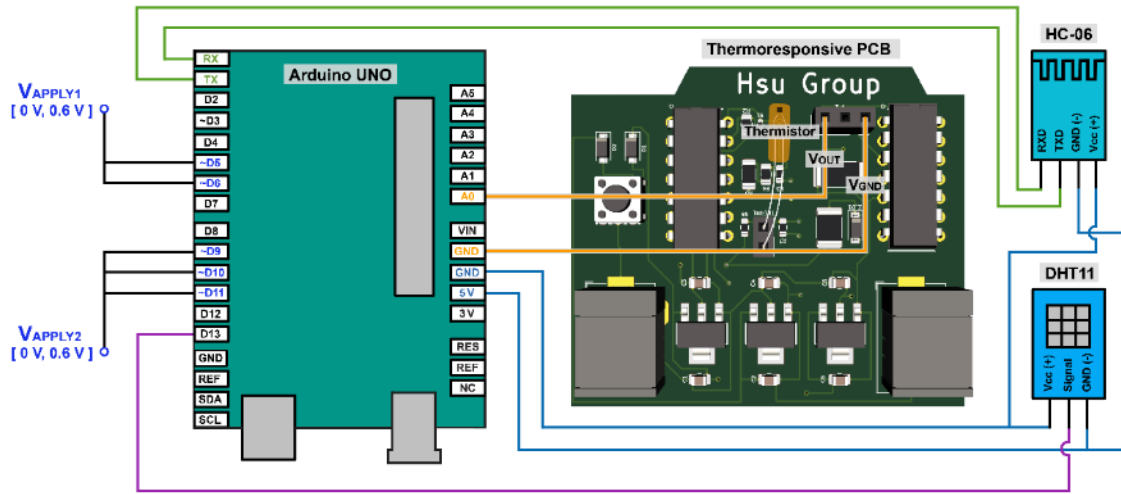 HC-06
RXD
TXD
GND (-)
Vcc (+)
Thermoresponsive PCB
Hsu Group
Thermistor
VOUT
VGND
Arduino UNO
RX
TX
D2
~D3
D4
~D5
~D6
D7
D8
~D9
~D10
~D11
D12
D13
GND
REF
SDA
SCL
A5
A4
A3
A2
A1
A0
VIN
GND
GND
5V
3V
RES
REF
NC
VAPPLY1
[ 0 V, 0.6 V ]
VAPPLY2
[ 0 V, 0.6 V ]
DHT11
Vcc (+)
Signal
GND (-)